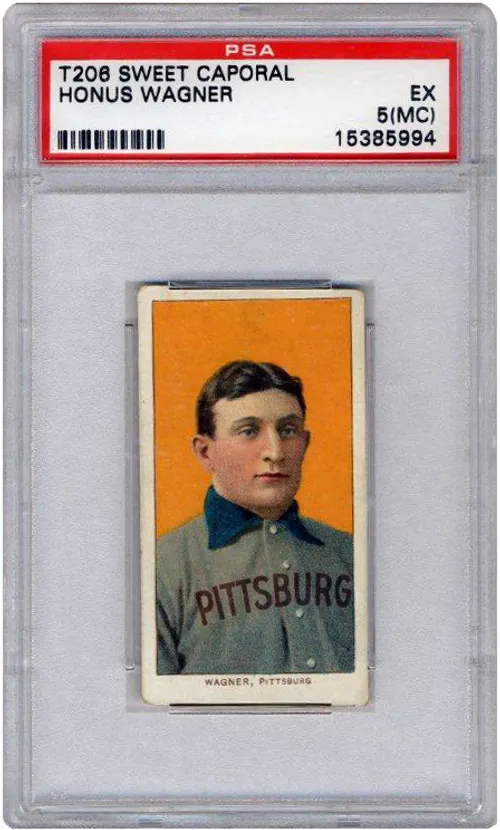 PSA
T206 SWEET CAPORAL
HONUS WAGNER
EX
5(MC)
15385994
PITTSBURG
WAGNER, PITTSBURG